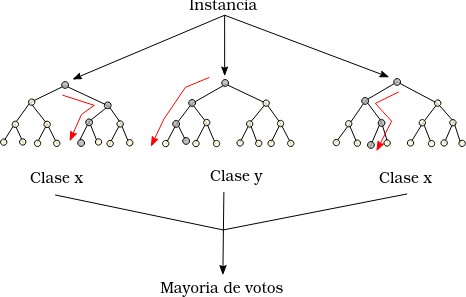 Instancia
Clase x
Clase y
Clase x
Mayoria de votos